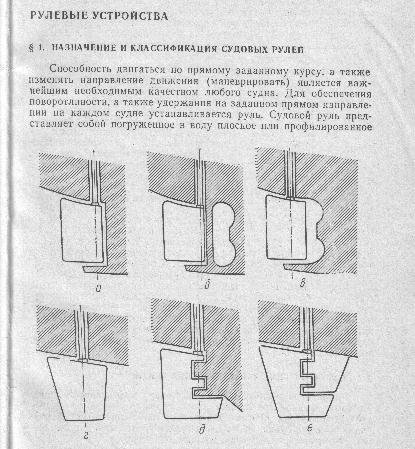 РУЛЕВЫЕ УСТРОЙСТВА
§ 1. НАЗНАЧЕНИЕ И КЛАССИФИКАЦИЯ СУДОВЫХ РУЛЕЙ
Способность двигаться по прямому заданному курсу, а также
изменять направление движения (маневрировать) является важ-
нейшим необходимым качеством любого судна. Для обеспечения
поворотливости, а также удержания на заданном прямом направле-
нии на каждом судне устанавливается руль. Судовой руль пред-
ставляет собой погруженное в воду плоское или профилированное
а б в
г д е